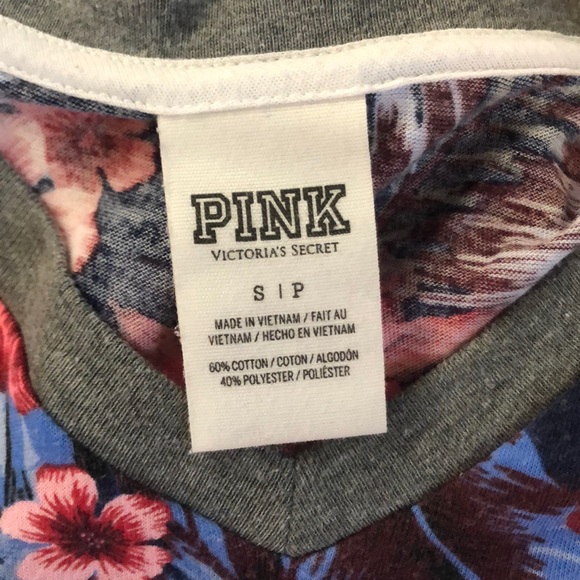 PINK
VICTORIA'S SECRET
S | P
MADE IN VIETNAM / FAIT AU
VIETNAM / HECHO EN VIETNAM
60% COTTON / COTON / ALGODÓN
40% POLYESTER / POLIÉSTER